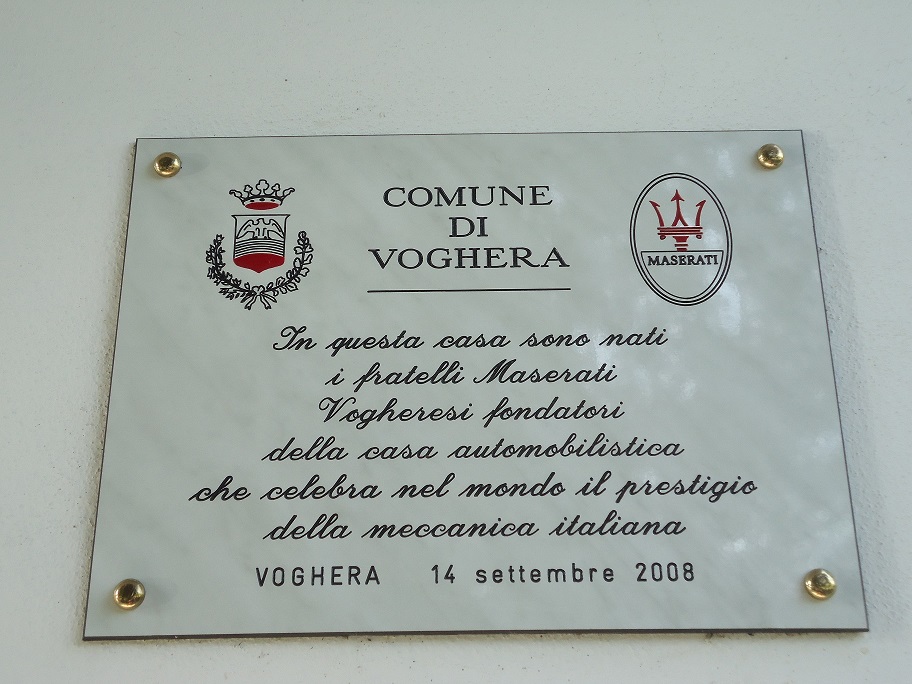 COMUNE
DI
VOGHERA
MASERATI
In questa casa sono nati
i fratelli Maserati
Vogheresi fondatori
della casa automobilistica
che celebra nel mondo il prestigio
della meccanica italiana
VOGHERA 14 settembre 2008